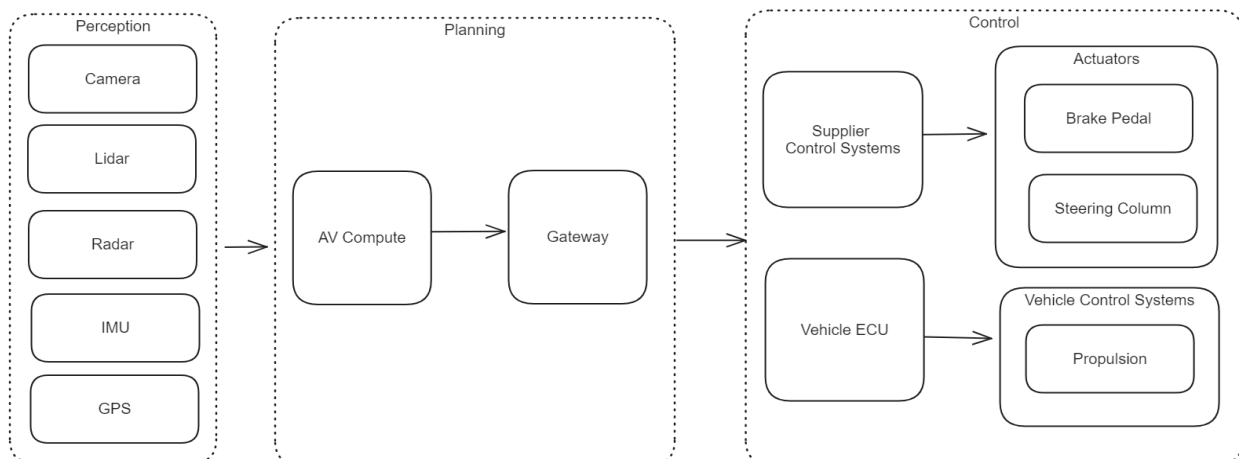 Perception
Camera
Lidar
Radar
IMU
GPS
Planning
AV Compute
Gateway
Control
Supplier
Control Systems
Vehicle ECU
Actuators
Brake Pedal
Steering Column
Vehicle Control Systems
Propulsion